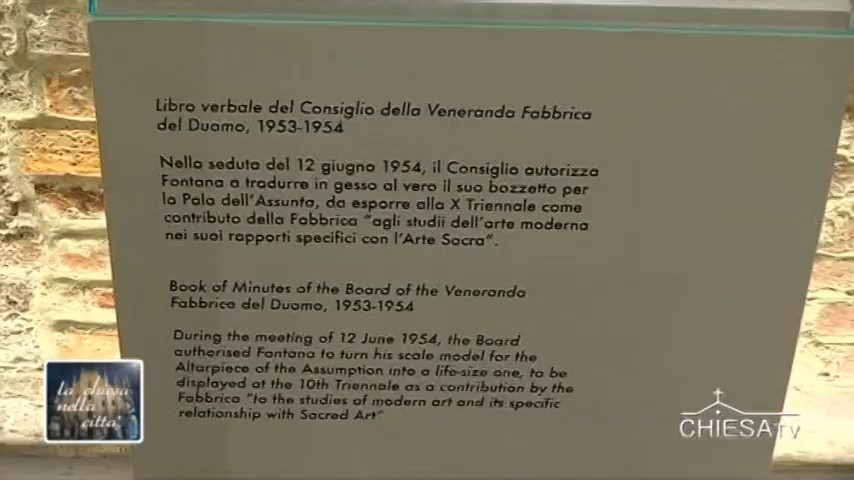 Libro verbale del Consiglio della Veneranda Fabbrica
del Duomo, 1953-1954
Nella seduta del 12 giugno 1954, il Consiglio autorizza
Fontana a tradurre in gesso al vero il suo bozzetto per
la Pala dell'Assunta, da esporre alla X Triennale come
contributo della Fabbrica "agli studii dell'arte moderna
nei suoi rapporti specifici con l'Arte Sacra".
Book of Minutes of the Board of the Veneranda
Fabbrica del Duomo, 1953-1954
During the meeting of 12 June 1954, the Board
authorised Fontana to turn his scale model for the
Altarpiece of the Assumption into a life-size one, to be
displayed at the 10th Triennale as a contribution by the
Fabbrica "to the studies of modern art and its specific
relationship with Sacred Art"
la chiesa
nella
città
CHIESA TV